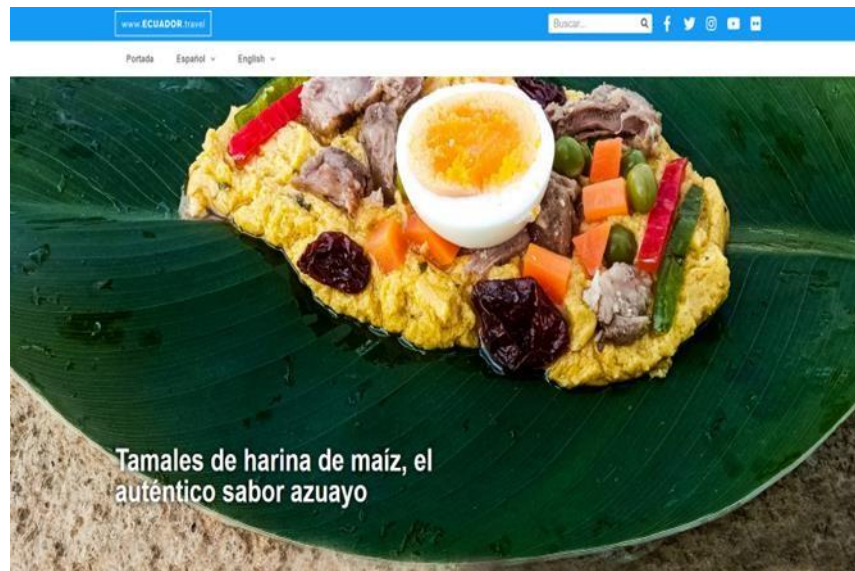 www.ECUADOR.travel
Buscar...
Portada Español English
Tamales de harina de maíz, el
auténtico sabor azuayo